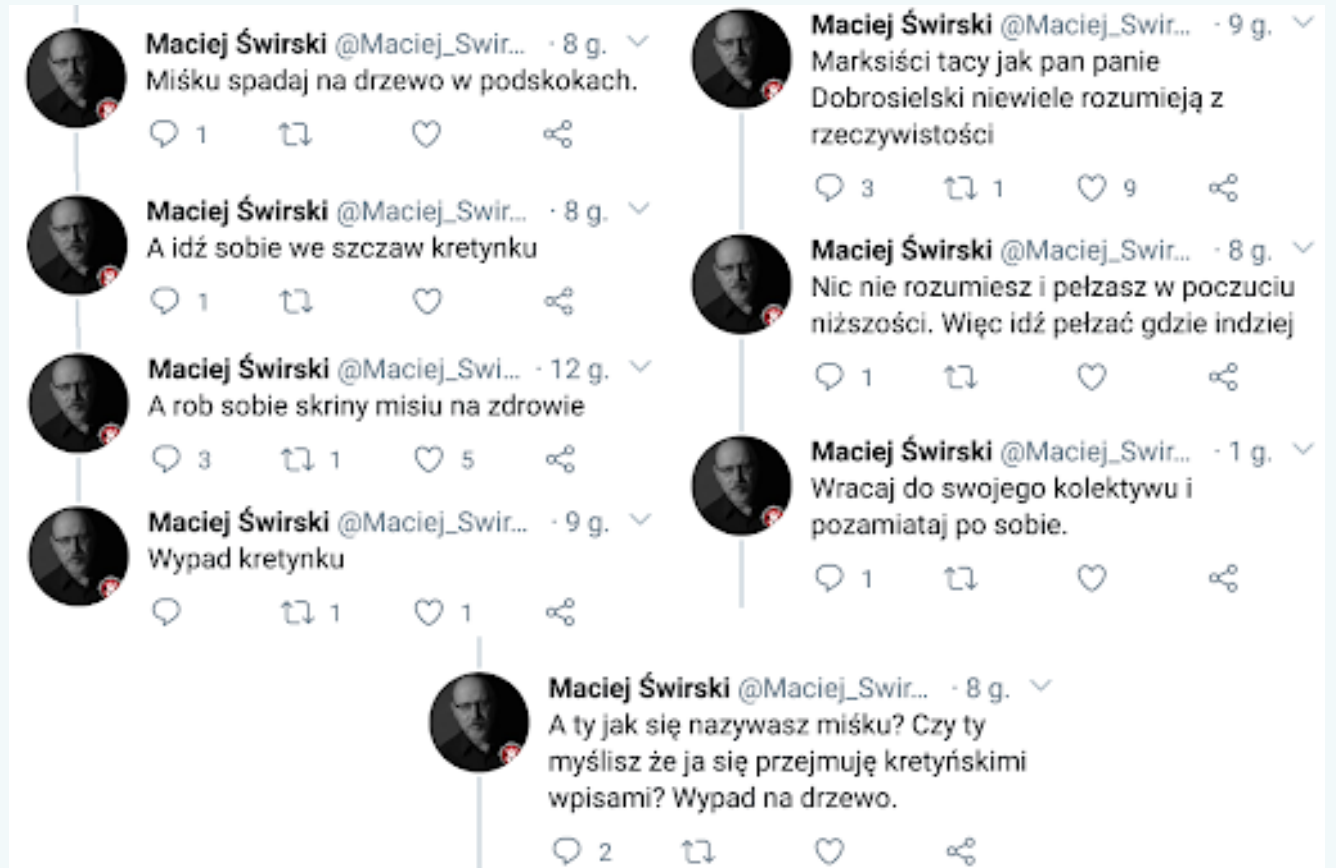 Maciej Świrski @Maciej_Swir... · 8 g.
Miśku spadaj na drzewo w podskokach.
1
Maciej Świrski @Maciej_Swir... · 8 g.
A idź sobie we szczaw kretynku
1
Maciej Świrski @Maciej_Swi... · 12 g.
A rob sobie skriny misiu na zdrowie
3 1 5
Maciej Świrski @Maciej_Swir... · 9 g.
Wypad kretynku
1 1
Maciej Świrski @Maciej_Swir... · 9 g.
Marksiści tacy jak pan panie
Dobrosielski niewiele rozumieją z
rzeczywistości
3 1 9
Maciej Świrski @Maciej_Swir... · 8 g.
Nic nie rozumiesz i pełzasz w poczuciu
niższości. Więc idź pełzać gdzie indziej
1
Maciej Świrski @Maciej_Swir... · 1 g.
Wracaj do swojego kolektywu i
pozamiataj po sobie.
1
Maciej Świrski @Maciej_Swir... · 8 g.
A ty jak się nazywasz miśku? Czy ty
myślisz że ja się przejmuję kretyńskimi
wpisami? Wypad na drzewo.
2